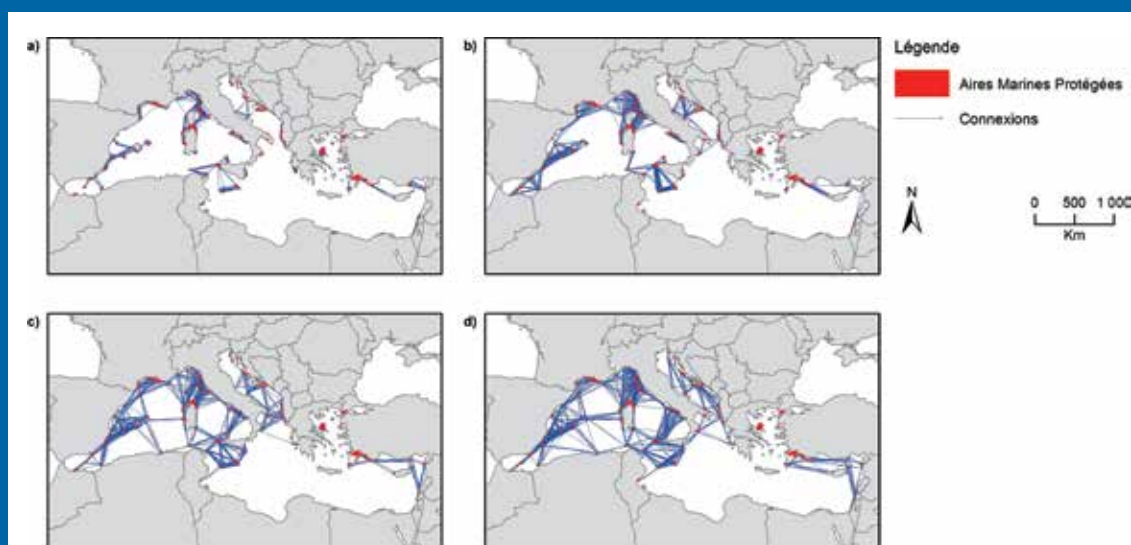 a)
b)
Légende
Aires Marines Protégées
Connexions
N
0 500 1 000
Km
c)
d)